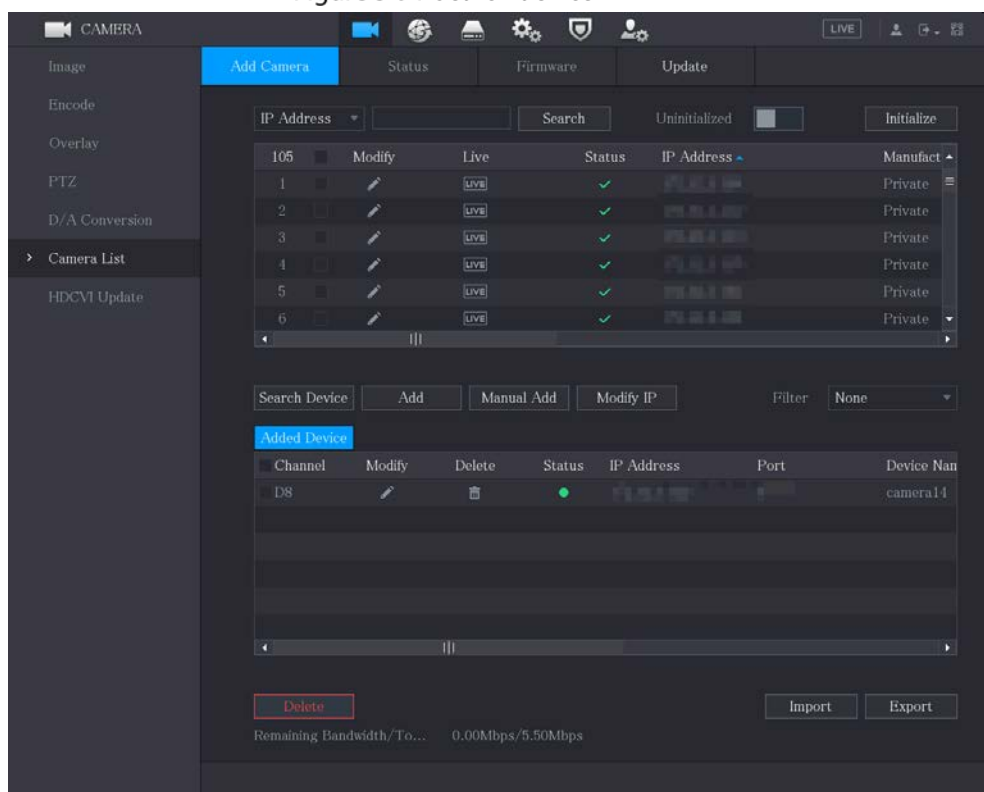 CAMERA LIVE
Image
Encode
Overlay
PTZ
D/A Conversion
Camera List
HDCVI Update
Add Camera Status Firmware Update
IP Address Search Uninitialized Initialize
105 Modify Live Status IP Address Manufact
1 LIVE Private
2 LIVE Private
3 LIVE Private
4 LIVE Private
5 LIVE Private
6 LIVE Private
Search Device Add Manual Add Modify IP Filter None
Added Device
Channel Modify Delete Status IP Address Port Device Nan
D8 camera14
Delete Import Export
Remaining Bandwidth/To... 0.00Mbps/5.50Mbps